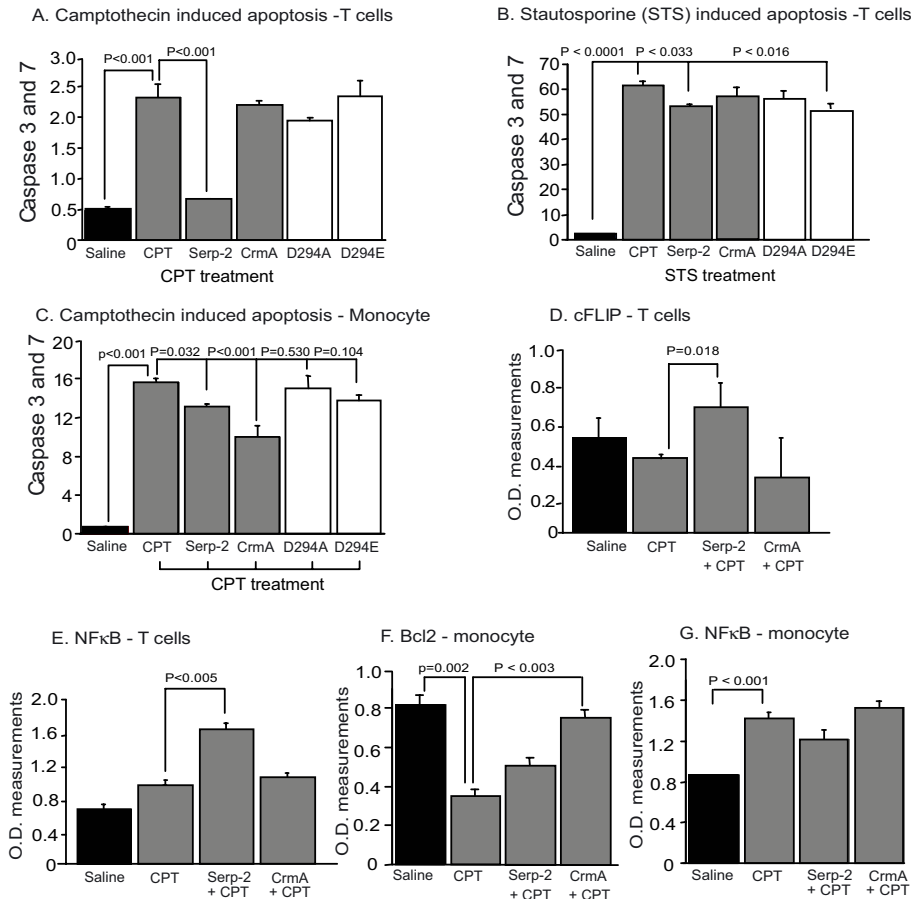 A. Camptothecin induced apoptosis -T cells
P<0.001
P<0.001
Caspase 3 and 7
2.5
2.0
1.5
1.0
0.5
0
Saline CPT Serp-2 CrmA D294A D294E
CPT treatment
B. Stautosporine (STS) induced apoptosis -T cells
P < 0.0001 P < 0.033 P < 0.016
Caspase 3 and 7
70
60
50
40
30
20
10
0
Saline CPT Serp-2 CrmA D294A D294E
STS treatment
C. Camptothecin induced apoptosis - Monocyte
p<0.001 P=0.032 P<0.001 P=0.530 P=0.104
Caspase 3 and 7
20
16
12
8
4
0
Saline CPT Serp-2 CrmA D294A D294E
CPT treatment
D. cFLIP - T cells
P=0.018
O.D. measurements
1.0
0.8
0.6
0.4
0.2
0
Saline CPT Serp-2 CrmA
+ CPT + CPT
E. NFκB - T cells
P<0.005
O.D. measurements
2.0
1.6
1.2
0.8
0.4
0
Saline CPT Serp-2 CrmA
+ CPT + CPT
F. Bcl2 - monocyte
p=0.002 P < 0.003
O.D. measurements
1.0
0.8
0.6
0.4
0.2
0
Saline CPT Serp-2 CrmA
+ CPT + CPT
G. NFκB - monocyte
P < 0.001
O.D. measurements
2.0
1.6
1.2
0.8
0.4
0
Saline CPT Serp-2 CrmA
+ CPT + CPT